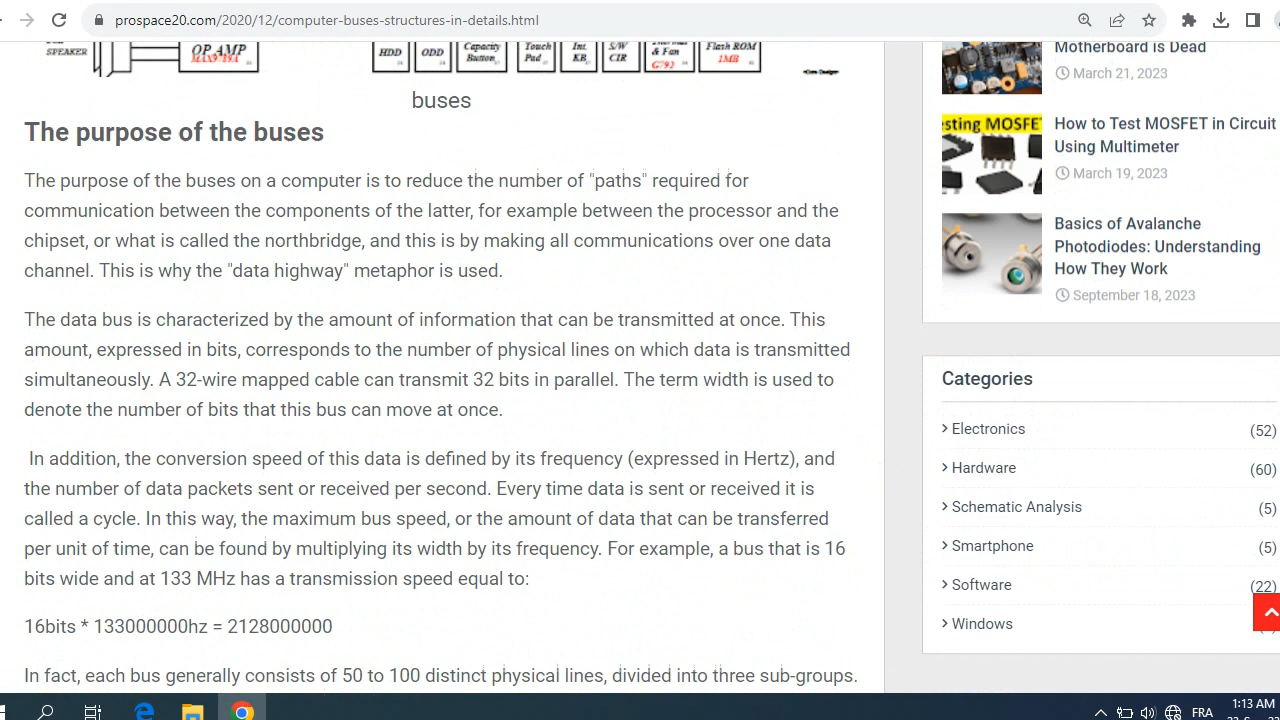 prospace20.com/2020/12/computer-buses-structures-in-details.html
SPEAKER
OP AMP
MAX9789A
HDD
ODD
Capacity
Button
Touch
Pad
Int.
KB
S/W
CIR
& Fan
G792
Flash ROM
1MB
buses
The purpose of the buses
The purpose of the buses on a computer is to reduce the number of "paths" required for
communication between the components of the latter, for example between the processor and the
chipset, or what is called the northbridge, and this is by making all communications over one data
channel. This is why the "data highway" metaphor is used.
The data bus is characterized by the amount of information that can be transmitted at once. This
amount, expressed in bits, corresponds to the number of physical lines on which data is transmitted
simultaneously. A 32-wire mapped cable can transmit 32 bits in parallel. The term width is used to
denote the number of bits that this bus can move at once.
In addition, the conversion speed of this data is defined by its frequency (expressed in Hertz), and
the number of data packets sent or received per second. Every time data is sent or received it is
called a cycle. In this way, the maximum bus speed, or the amount of data that can be transferred
per unit of time, can be found by multiplying its width by its frequency. For example, a bus that is 16
bits wide and at 133 MHz has a transmission speed equal to:
16bits * 133000000hz = 2128000000
In fact, each bus generally consists of 50 to 100 distinct physical lines, divided into three sub-groups.
Motherboard is Dead
March 21, 2023
esting MOSFET
How to Test MOSFET in Circuit
Using Multimeter
March 19, 2023
Basics of Avalanche
Photodiodes: Understanding
How They Work
September 18, 2023
Categories
Electronics (52)
Hardware (60)
Schematic Analysis (5)
Smartphone (5)
Software (22)
Windows
FRA
1:13 AM